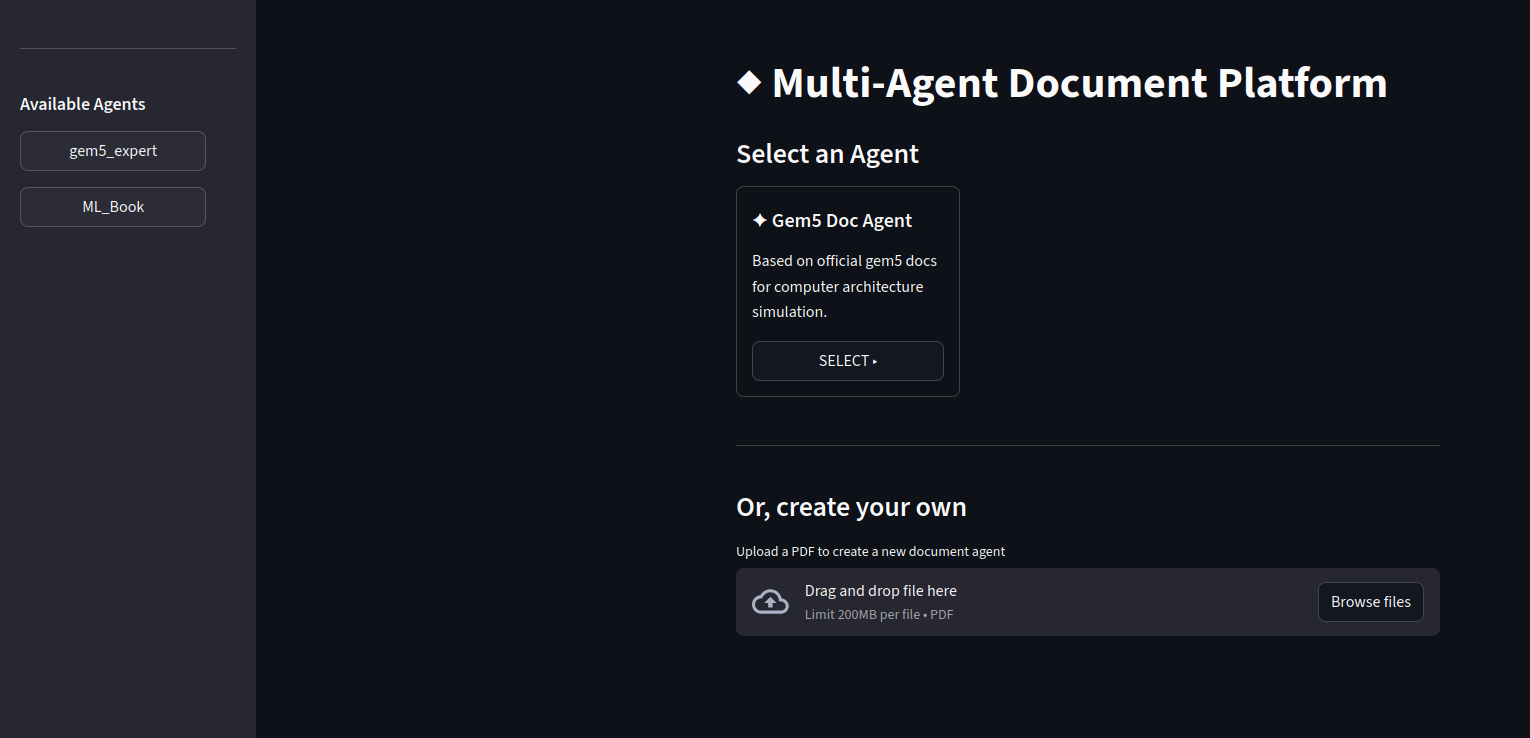 Available Agents
gem5_expert
ML_Book
◆ Multi-Agent Document Platform
Select an Agent
✦ Gem5 Doc Agent
Based on official gem5 docs
for computer architecture
simulation.
SELECT ▸
Or, create your own
Upload a PDF to create a new document agent
Drag and drop file here
Limit 200MB per file • PDF
Browse files